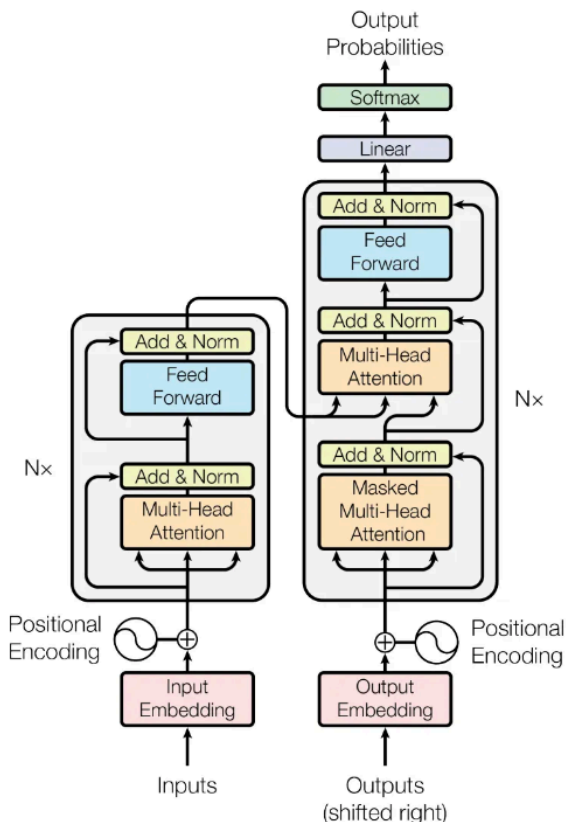 Output
Probabilities
Softmax
Linear
Add & Norm
Feed
Forward
Add & Norm
Multi-Head
Attention
Add & Norm
Masked
Multi-Head
Attention
Nx
Add & Norm
Feed
Forward
Add & Norm
Multi-Head
Attention
N×
Positional
Encoding
Positional
Encoding
Input
Embedding
Output
Embedding
Inputs
Outputs
(shifted right)